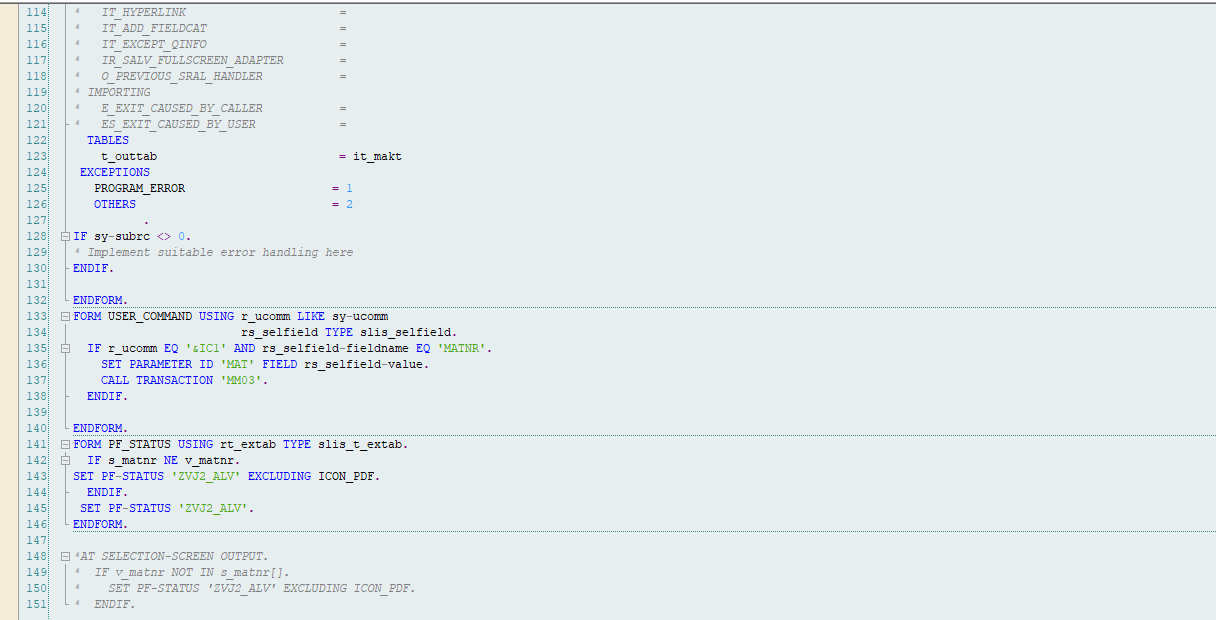 114 *   IT_HYPERLINK                      =
115 *   IT_ADD_FIELDCAT                   =
116 *   IT_EXCEPT_QINFO                   =
117 *   IR_SALV_FULLSCREEN_ADAPTER        =
118 *   O_PREVIOUS_SRAL_HANDLER           =
119 * IMPORTING
120 *   E_EXIT_CAUSED_BY_CALLER           =
121 *   ES_EXIT_CAUSED_BY_USER            =
122   TABLES
123     t_outtab                          = it_makt
124  EXCEPTIONS
125    PROGRAM_ERROR                     = 1
126    OTHERS                            = 2
127           .
128 IF sy-subrc <> 0.
129 * Implement suitable error handling here
130 ENDIF.
131
132 ENDFORM.
133 FORM USER_COMMAND USING r_ucomm LIKE sy-ucomm
134                         rs_selfield TYPE slis_selfield.
135   IF r_ucomm EQ '&IC1' AND rs_selfield-fieldname EQ 'MATNR'.
136     SET PARAMETER ID 'MAT' FIELD rs_selfield-value.
137     CALL TRANSACTION 'MM03'.
138   ENDIF.
139
140 ENDFORM.
141 FORM PF_STATUS USING rt_extab TYPE slis_t_extab.
142   IF s_matnr NE v_matnr.
143 SET PF-STATUS 'ZVJ2_ALV' EXCLUDING ICON_PDF.
144   ENDIF.
145  SET PF-STATUS 'ZVJ2_ALV'.
146 ENDFORM.
147
148 *AT SELECTION-SCREEN OUTPUT.
149 *  IF v_matnr NOT IN s_matnr[].
150 *    SET PF-STATUS 'ZVJ2_ALV' EXCLUDING ICON_PDF.
151 *  ENDIF.